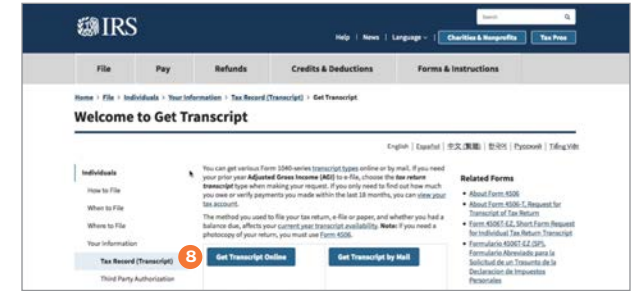 IRS
Search
Help | News | Language | Charities & Nonprofits Tax Pros
File Pay Refunds Credits & Deductions Forms & Instructions
Home > File > Individuals > Your Information > Tax Record (Transcript) > Get Transcript
Welcome to Get Transcript
English | Español | 中文 (繁體) | 한국어 | Русский | Tiếng Việt
Individuals
How to File
When to File
Where to File
Your Information
8
Tax Record (Transcript)
Third Party Authorization
You can get various Form 1040-series transcript types online or by mail. If you need
your prior year Adjusted Gross Income (AGI) to e-file, choose the tax return
transcript type when making your request. If you only need to find out how much
you owe or verify payments you made within the last 18 months, you can view your
tax account.
The method you used to file your tax return, e-file or paper, and whether you had a
balance due, affects your current year transcript availability. Note: If you need a
photocopy of your return, you must use Form 4506.
Get Transcript Online Get Transcript by Mail
Related Forms
• About Form 4506
• About Form 4506-T, Request for
Transcript of Tax Return
• Form 4506T-EZ, Short Form Request
for Individual Tax Return Transcript
• Formulario 4506T-EZ (SP),
Formulario Abreviado para la
Solicitud de un Trasunto de la
Declaracion de Impuestos
Personales